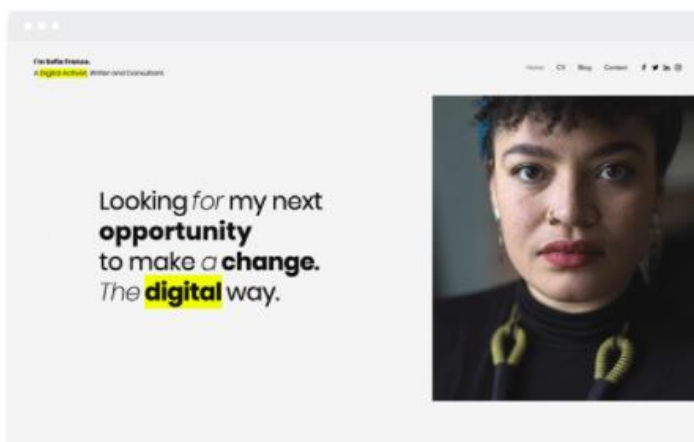 I'm Sofia Franco.
A Digital Activist, Writer and Consultant.
Home CV Blog Contact
Looking for my next
opportunity
to make a change.
The digital way.